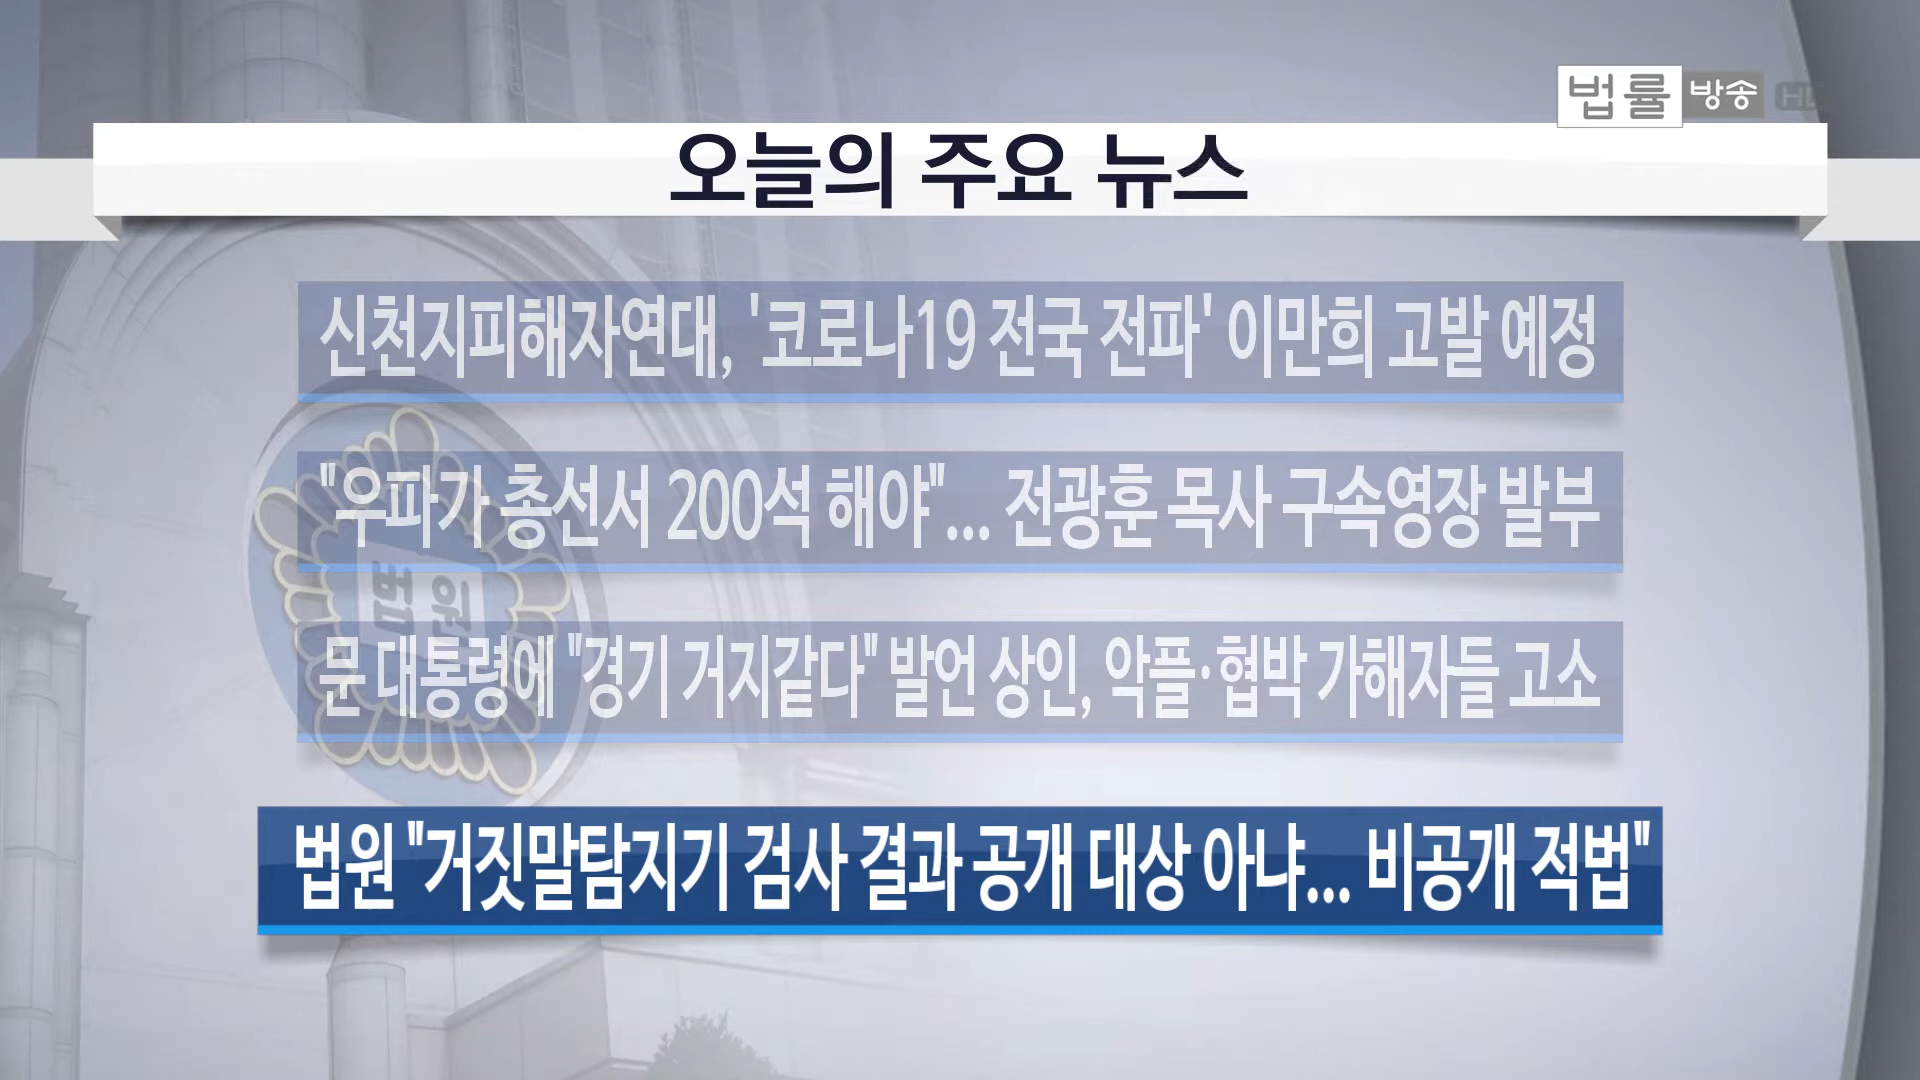 법률방송 HD
오늘의 주요 뉴스
신천지피해자연대, '코로나19 전국 전파' 이만희 고발 예정
"우파가 총선서 200석 해야"... 전광훈 목사 구속영장 발부
법원
문 대통령에 "경기 거지같다" 발언 상인, 악플·협박 가해자들 고소
법원 "거짓말탐지기 검사 결과 공개 대상 아냐... 비공개 적법"